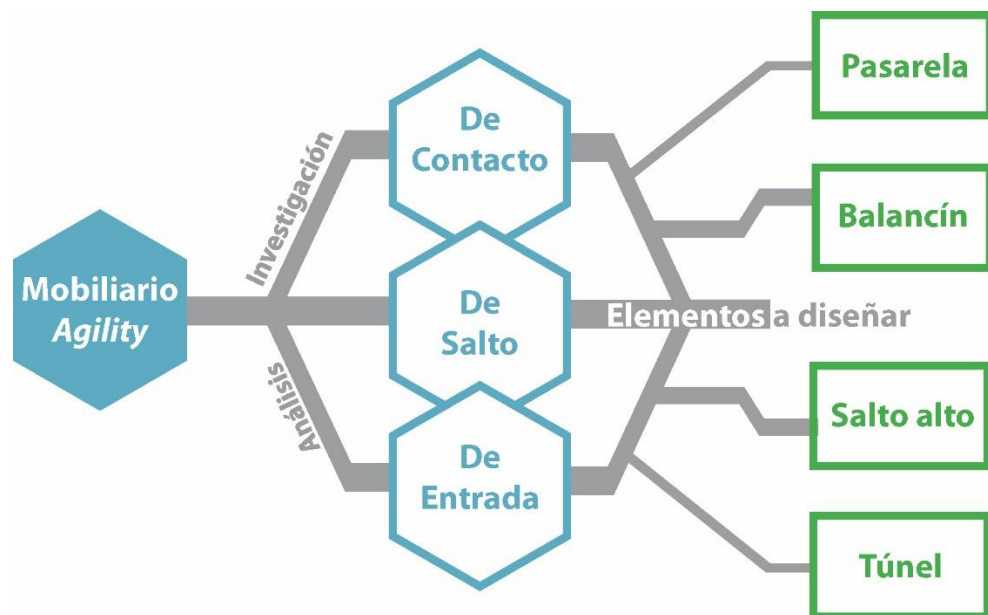 Mobiliario
Agility
Investigación
Análisis
De
Contacto
De
Salto
De
Entrada
Elementos a diseñar
Pasarela
Balancín
Salto alto
Túnel